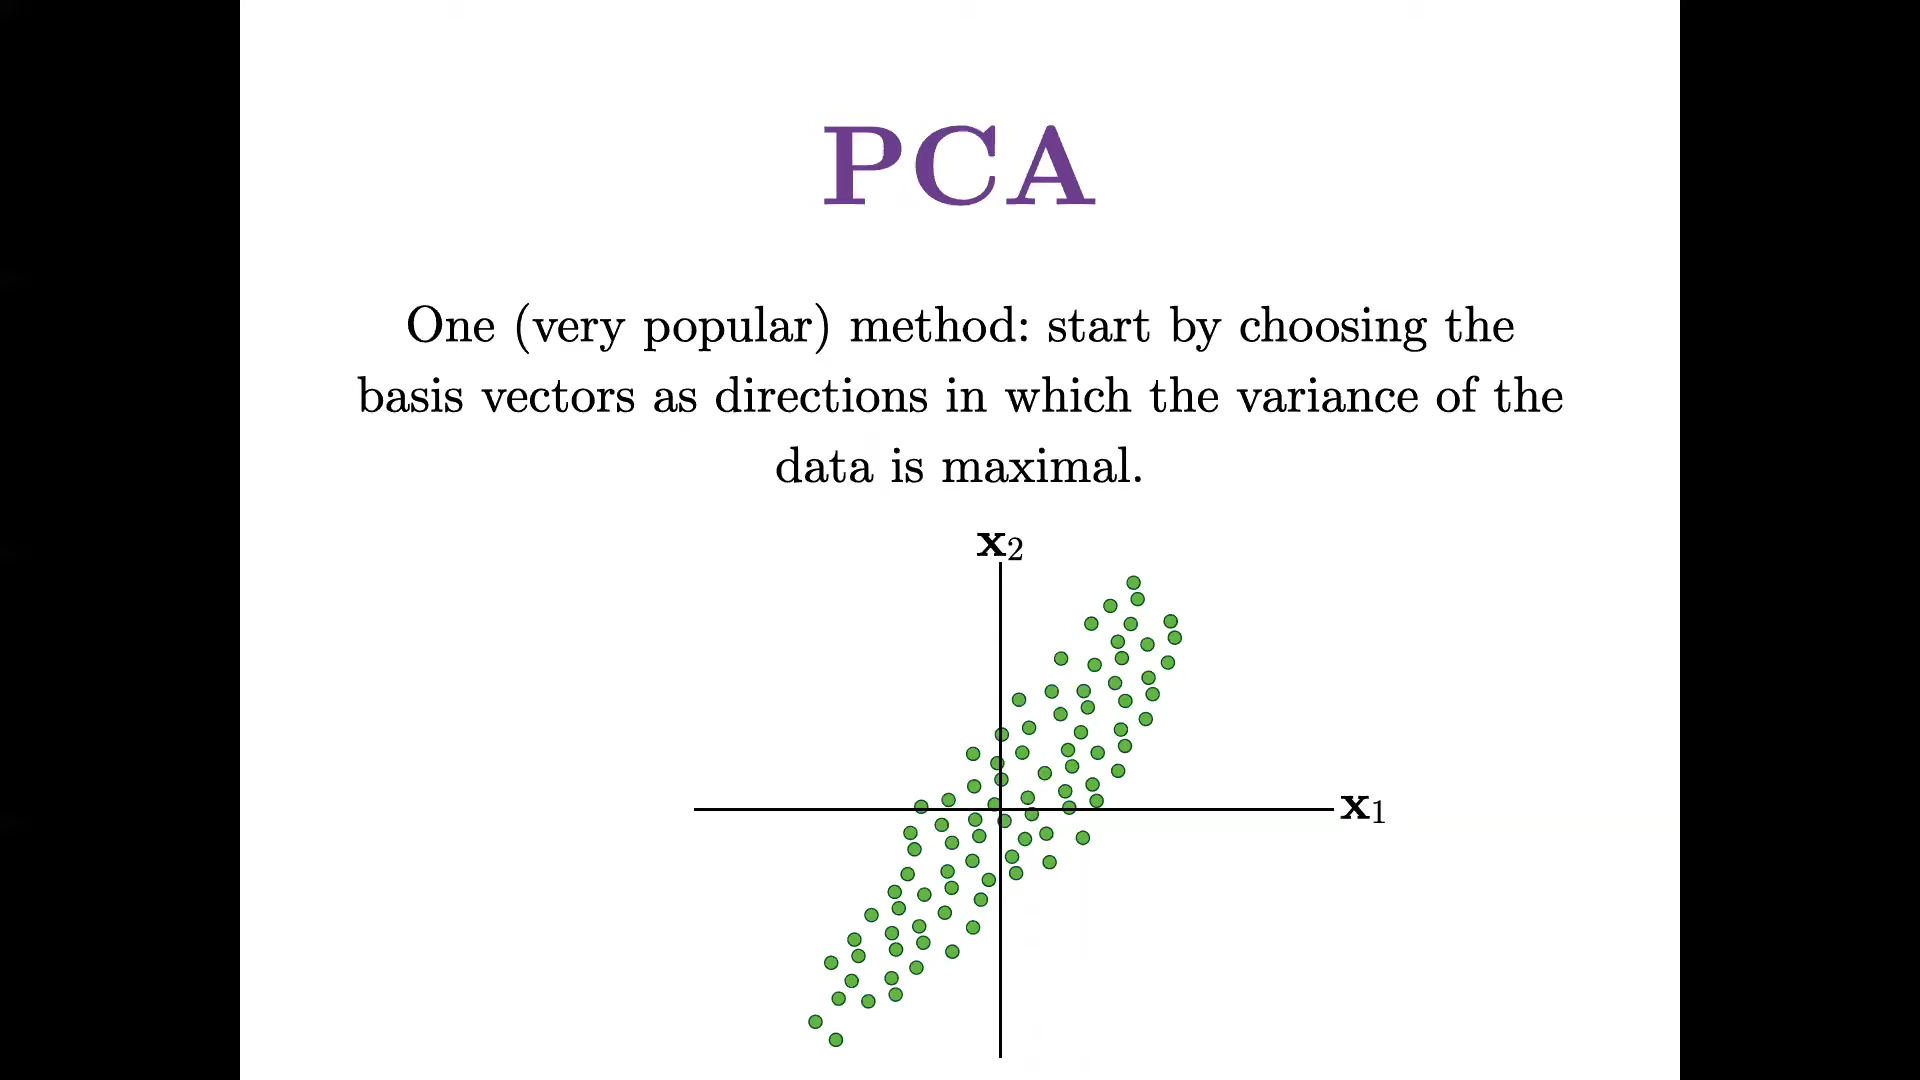 PCA
One (very popular) method: start by choosing the
basis vectors as directions in which the variance of the
data is maximal.
x₂
x₁